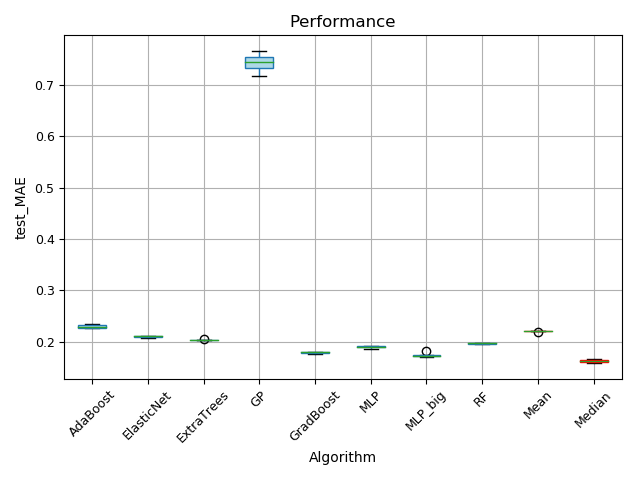 Performance
test_MAE
0.7
0.6
0.5
0.4
0.3
0.2
AdaBoost
ElasticNet
ExtraTrees
GP
GradBoost
MLP
MLP_big
RF
Mean
Median
Algorithm